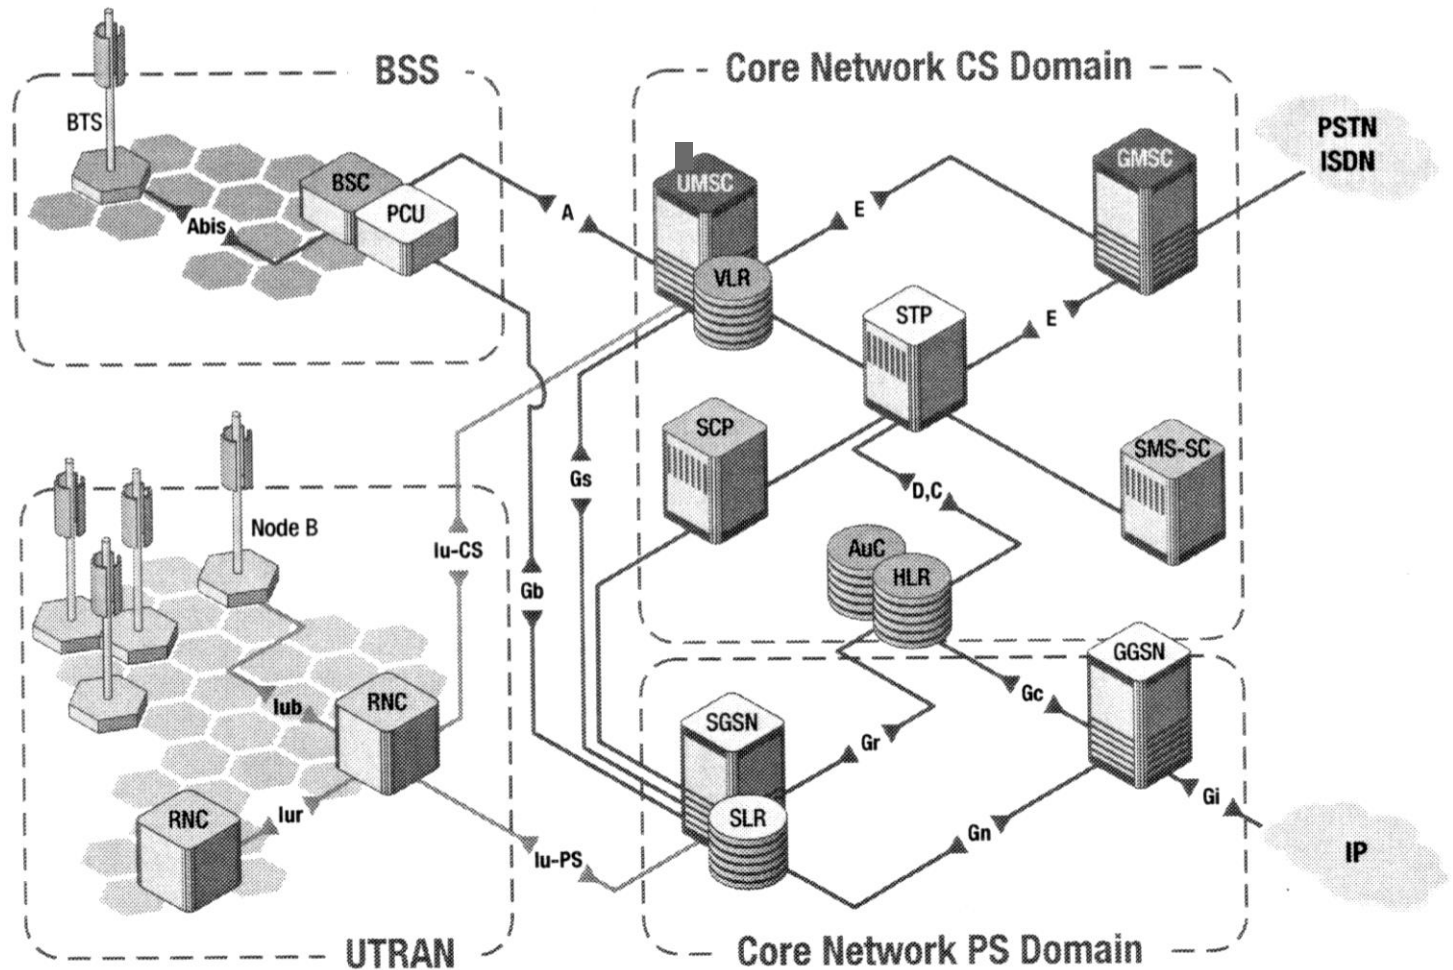 BSS
Core Network CS Domain
BTS
PSTN
ISDN
GMSC
BSC
UMSC
PCU
A
E
Abis
VLR
STP
E
SCP
SMS-SC
Gs
D,C
Node B
Iu-CS
AuC
HLR
Gb
GGSN
Iub
RNC
Gc
SGSN
Gr
Gi
RNC
Iur
SLR
Gn
Iu-PS
IP
UTRAN
Core Network PS Domain